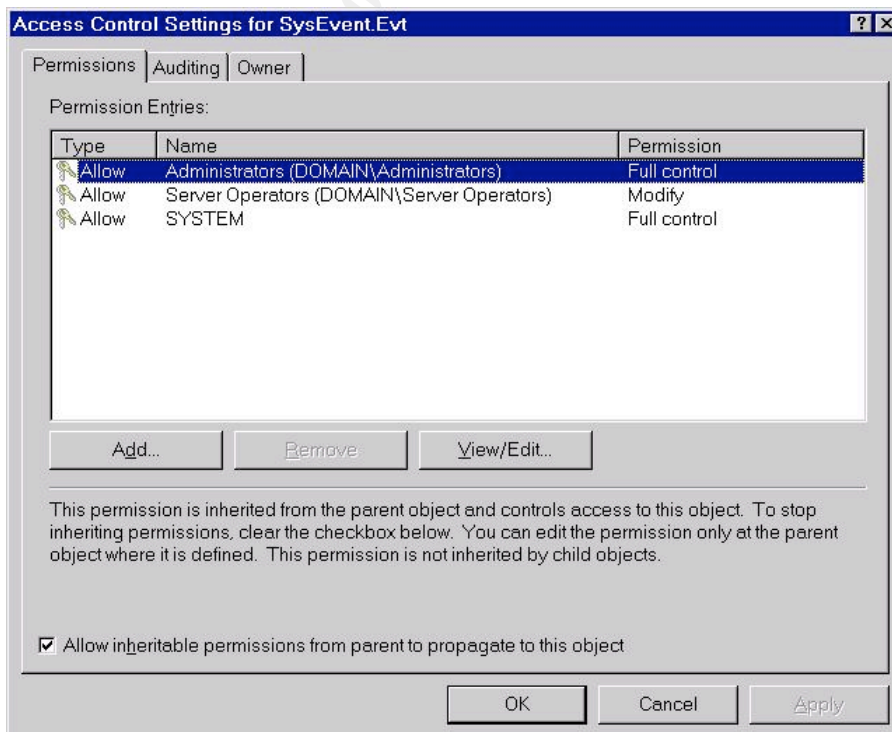 Access Control Settings for SysEvent.Evt
Permissions Auditing Owner
Permission Entries:
Type Name Permission
Allow Administrators (DOMAIN\Administrators) Full control
Allow Server Operators (DOMAIN\Server Operators) Modify
Allow SYSTEM Full control
Add... Remove View/Edit...
This permission is inherited from the parent object and controls access to this object. To stop
inheriting permissions, clear the checkbox below. You can edit the permission only at the parent
object where it is defined. This permission is not inherited by child objects.
Allow inheritable permissions from parent to propagate to this object
OK Cancel Apply